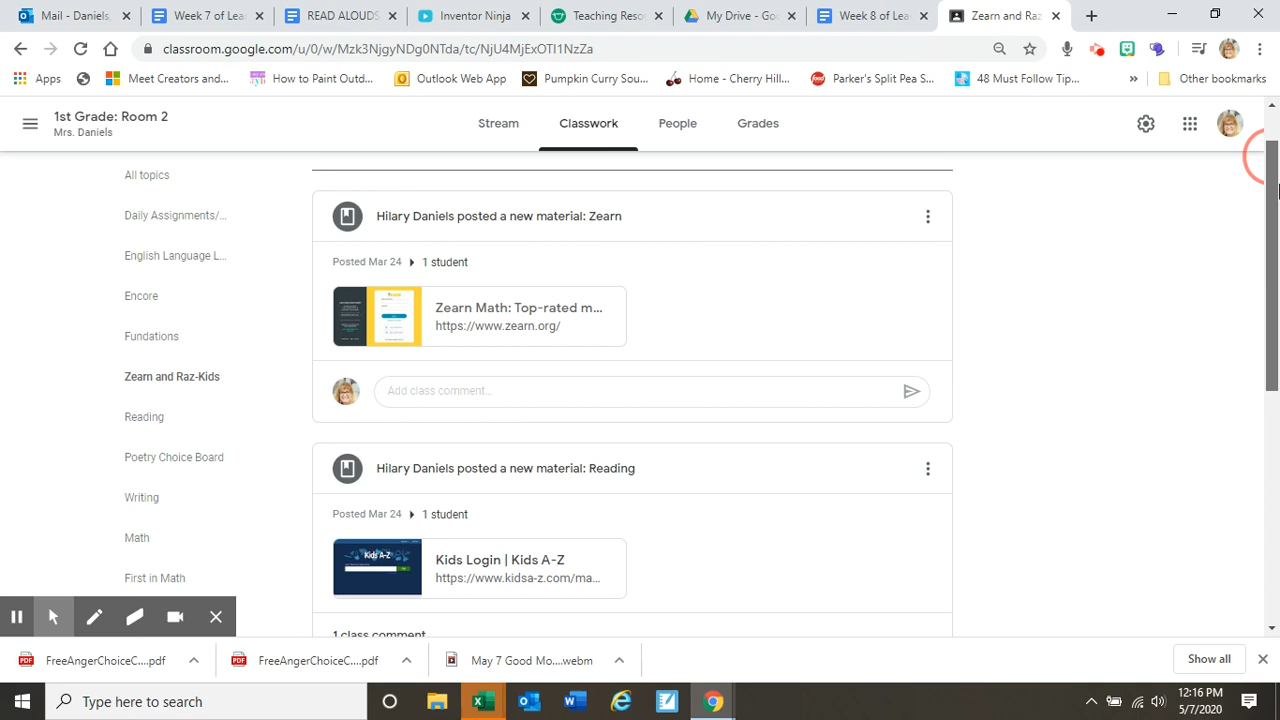 Mail - Daniels,
Week 7 of Le
READ ALOUDS
Inventor Ninja
Teaching Reso
My Drive - Goo
Week 8 of Lea
Zearn and Raz
classroom.google.com/u/0/w/Mzk3NjgyNDg0NTda/tc/NjU4MjExOTI1NzZa
Apps
Meet Creators and...
How to Paint Outd...
Outlook Web App
Pumpkin Curry Sou...
Home, Cherry Hill...
Parker's Split Pea S...
48 Must Follow Tip...
»
Other bookmarks
1st Grade: Room 2
Mrs. Daniels
Stream
Classwork
People
Grades
All topics
Daily Assignments/...
English Language L...
Encore
Fundations
Zearn and Raz-Kids
Reading
Poetry Choice Board
Writing
Math
First in Math
Hilary Daniels posted a new material: Zearn
Posted Mar 24
1 student
Zearn Math: Top-rated m...
https://www.zearn.org/
Add class comment...
Hilary Daniels posted a new material: Reading
Posted Mar 24
1 student
Kids A-Z
Kids Login | Kids A-Z
https://www.kidsa-z.com/ma...
1 class comment
FreeAngerChoiceC....pdf
FreeAngerChoiceC....pdf
May 7 Good Mo....webm
Show all
Type here to search
12:16 PM
5/7/2020